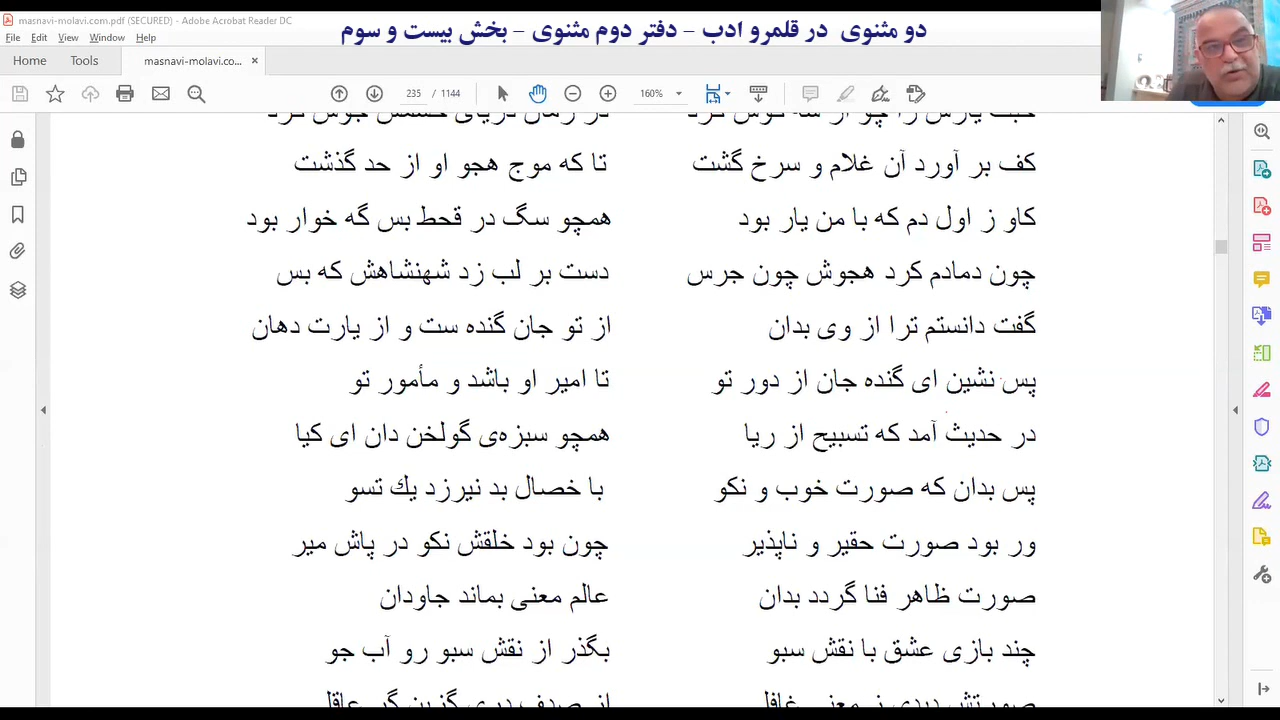 masnavi-molavi.com.pdf (SECURED) - Adobe Acrobat Reader DC
دو مثنوی در قلمرو ادب - دفتر دوم مثنوی - بخش بیست و سوم
File Edit View Window Help
Home Tools masnavi-molavi.co... ×
235 / 1144 160%
کف بر آورد آن غلام و سرخ گشت تا که موج هجو او از حد گذشت
کاو ز اول دم که با من یار بود همچو سگ در قحط بس گه خوار بود
چون دمادم کرد هجوش چون جرس دست بر لب زد شهنشاهش که بس
گفت دانستم ترا از وی بدان از تو جان گنده ست و از یارت دهان
پس نشین ای گنده جان از دور تو تا امیر او باشد و مأمور تو
در حدیث آمد که تسبیح از ریا همچو سبزه‌ی گولخن دان ای کیا
پس بدان که صورت خوب و نکو با خصال بد نیرزد یك تسو
ور بود صورت حقیر و ناپذیر چون بود خلقش نکو در پاش میر
صورت ظاهر فنا گردد بدان عالم معنی بماند جاودان
چند بازی عشق با نقش سبو بگذر از نقش سبو رو آب جو